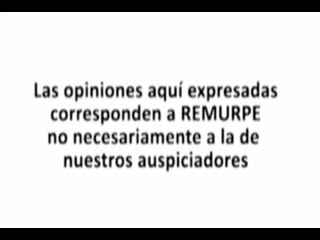 Las opiniones aquí expresadas
corresponden a REMURPE
no necesariamente a la de
nuestros auspiciadores